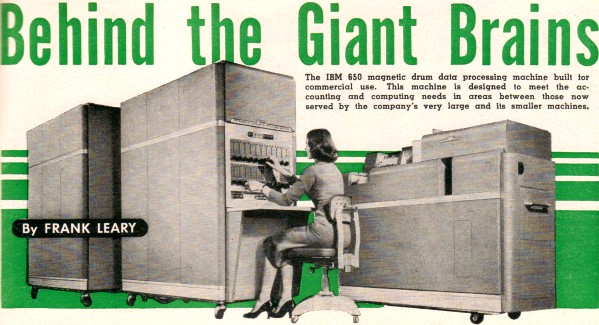 Behind the Giant Brains
The IBM 650 magnetic drum data processing machine built for
commercial use. This machine is designed to meet the ac-
counting and computing needs in areas between those now
served by the company's very large and its smaller machines.
By FRANK LEARY